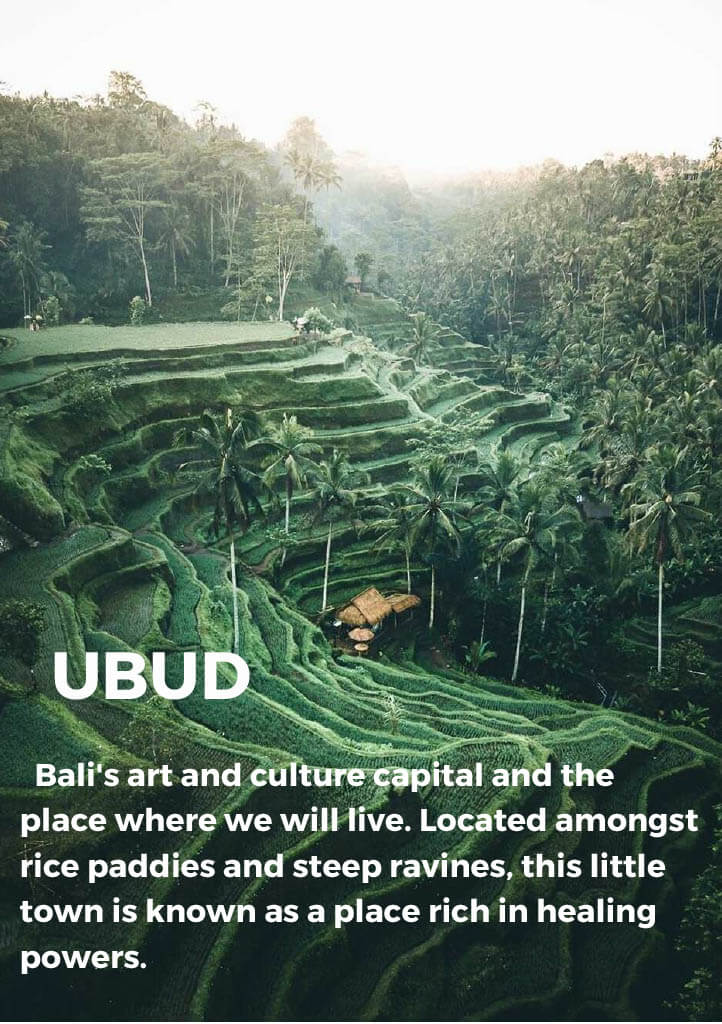 UBUD
Bali's art and culture capital and the
place where we will live. Located amongst
rice paddies and steep ravines, this little
town is known as a place rich in healing
powers.